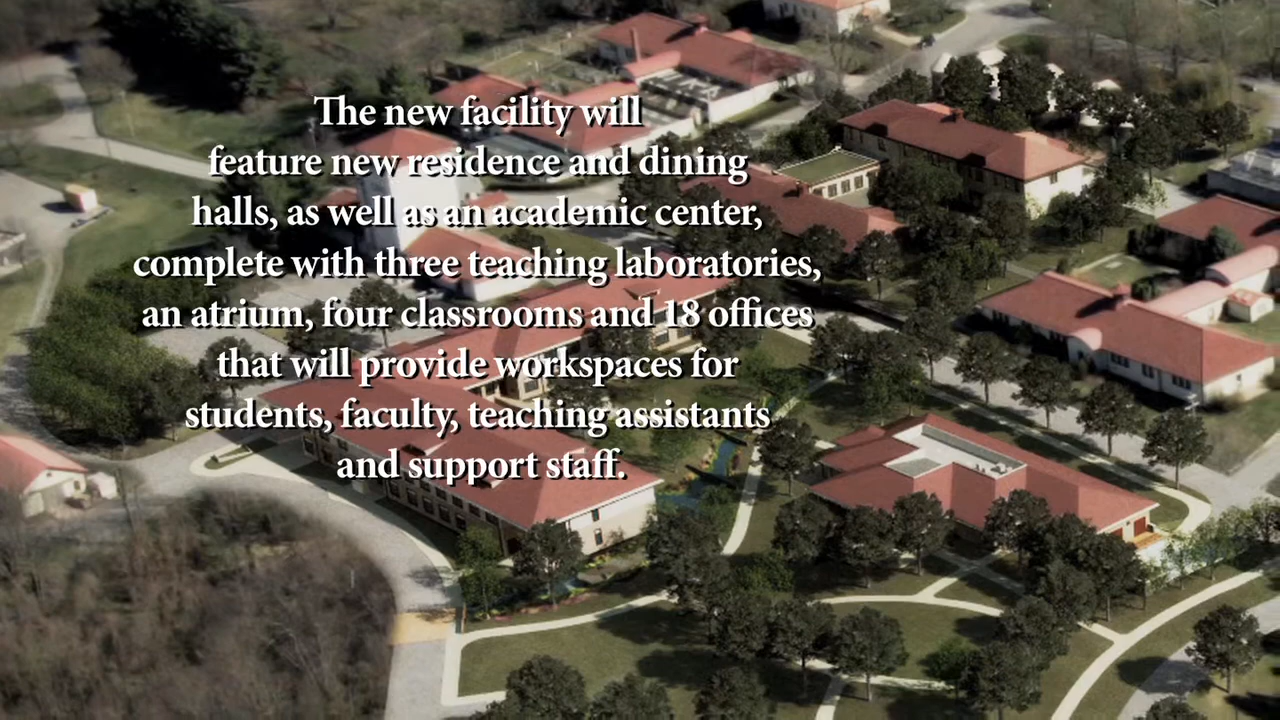 The new facility will
feature new residence and dining
halls, as well as an academic center,
complete with three teaching laboratories,
an atrium, four classrooms and 18 offices
that will provide workspaces for
students, faculty, teaching assistants
and support staff.